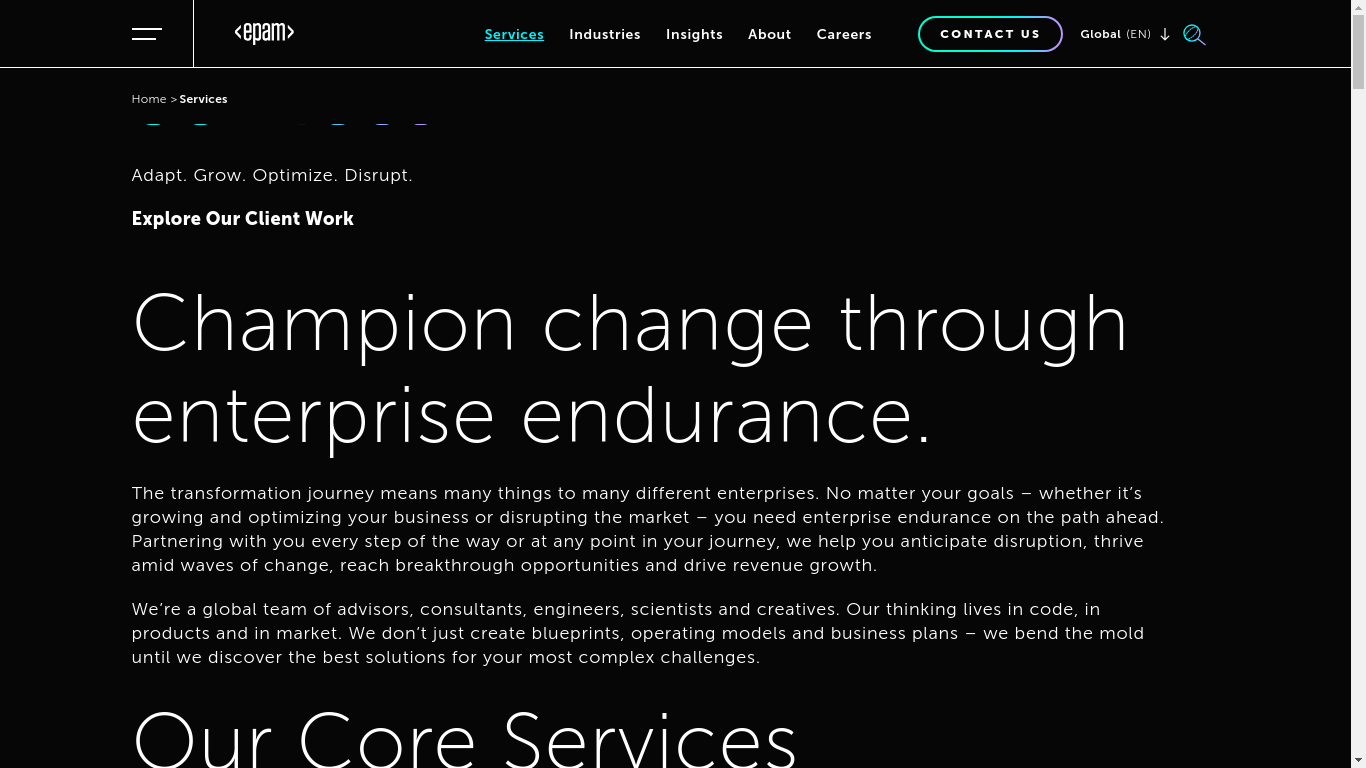 <epam>
Services
Industries
Insights
About
Careers
CONTACT US
Global (EN)
Home > Services
Adapt. Grow. Optimize. Disrupt.
Explore Our Client Work
Champion change through
enterprise endurance.
The transformation journey means many things to many different enterprises. No matter your goals – whether it’s
growing and optimizing your business or disrupting the market – you need enterprise endurance on the path ahead.
Partnering with you every step of the way or at any point in your journey, we help you anticipate disruption, thrive
amid waves of change, reach breakthrough opportunities and drive revenue growth.
We’re a global team of advisors, consultants, engineers, scientists and creatives. Our thinking lives in code, in
products and in market. We don’t just create blueprints, operating models and business plans – we bend the mold
until we discover the best solutions for your most complex challenges.
Our Core Services